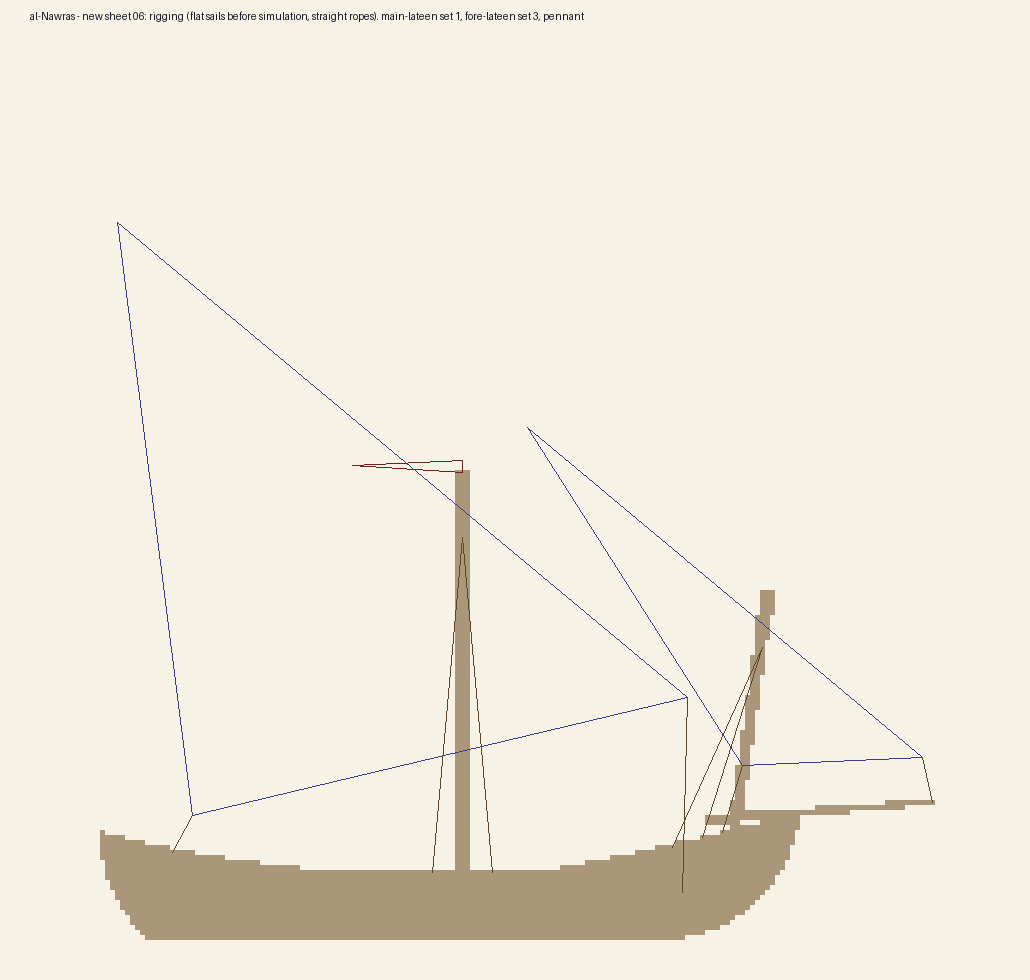 al-Nawras - new sheet 06: rigging (flat sails before simulation, straight ropes). main-lateen set 1, fore-lateen set 3, pennant